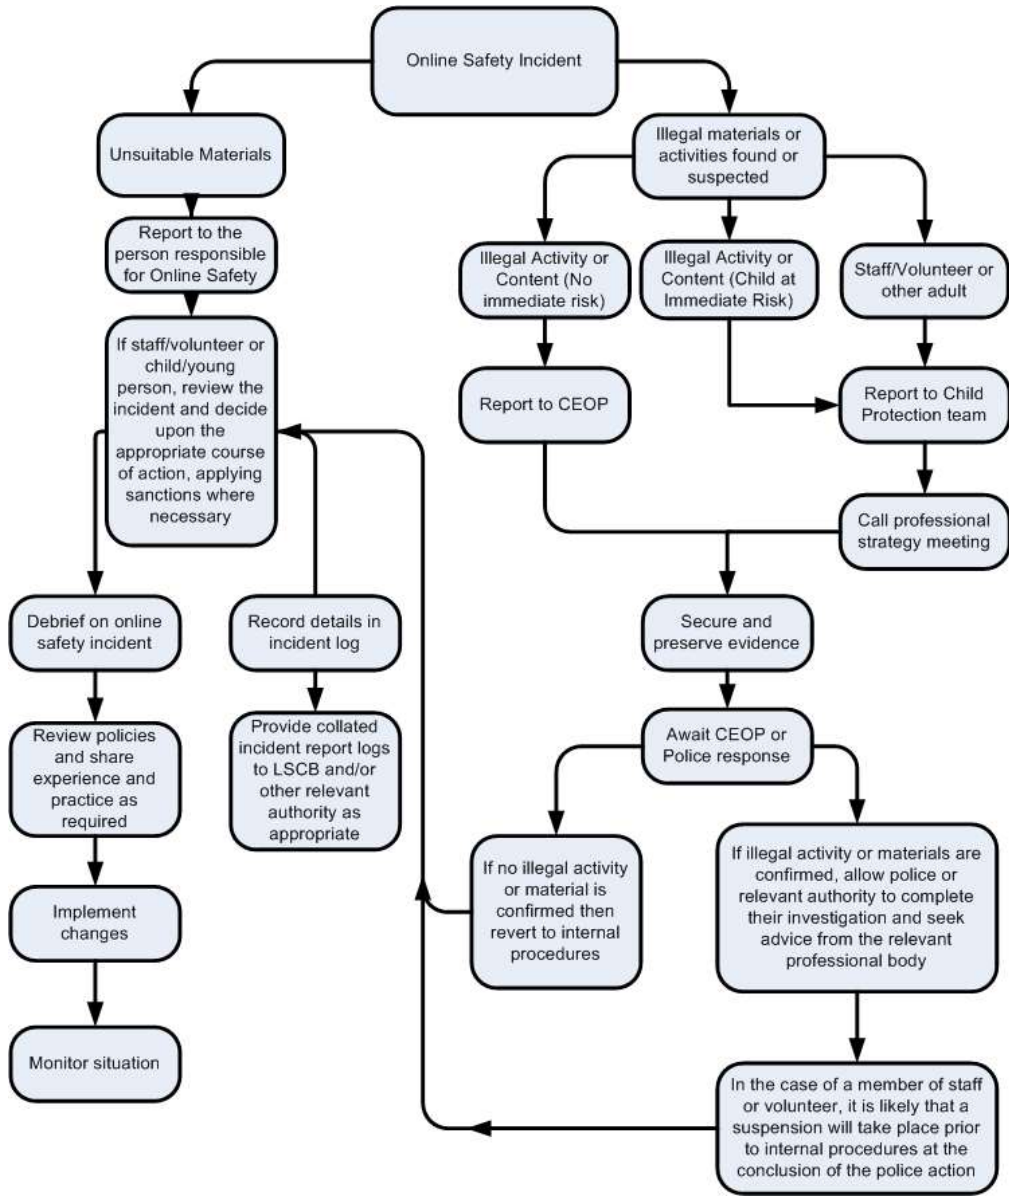 Online Safety Incident
Unsuitable Materials
Illegal materials or
activities found or
suspected
Report to the
person responsible
for Online Safety
Illegal Activity or
Content (No
immediate risk)
Illegal Activity or
Content (Child at
Immediate Risk)
Staff/Volunteer or
other adult
If staff/volunteer or
child/young
person, review the
incident and decide
upon the
appropriate course
of action, applying
sanctions where
necessary
Report to CEOP
Report to Child
Protection team
Call professional
strategy meeting
Debrief on online
safety incident
Record details in
incident log
Secure and
preserve evidence
Review policies
and share
experience and
practice as
required
Provide collated
incident report logs
to LSCB and/or
other relevant
authority as
appropriate
Await CEOP or
Police response
If no illegal activity
or material is
confirmed then
revert to internal
procedures
If illegal activity or materials are
confirmed, allow police or
relevant authority to complete
their investigation and seek
advice from the relevant
professional body
Implement
changes
Monitor situation
In the case of a member of staff
or volunteer, it is likely that a
suspension will take place prior
to internal procedures at the
conclusion of the police action